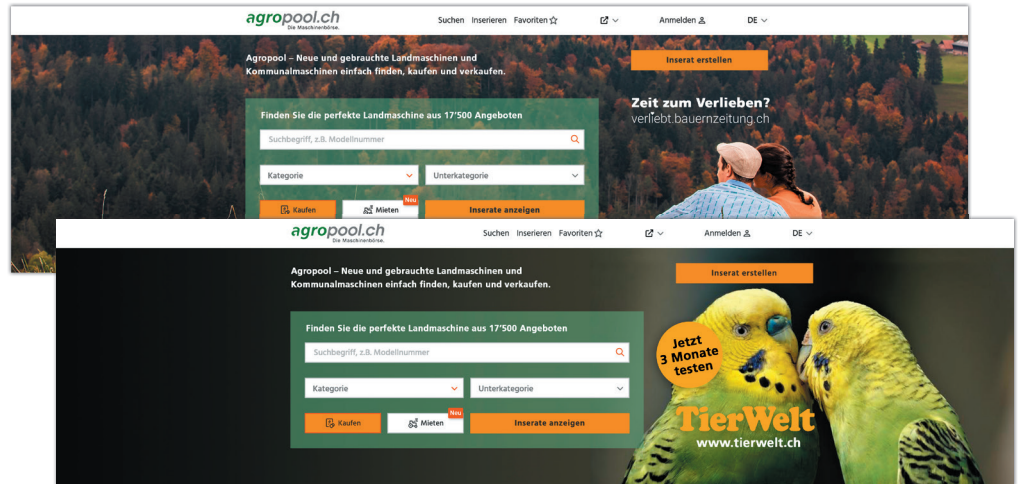 agropool.ch
Die Maschinenbörse.
Suchen Inserieren Favoriten Anmelden DE
Agropool – Neue und gebrauchte Landmaschinen und
Kommunalmaschinen einfach finden, kaufen und verkaufen.
Inserat erstellen
Finden Sie die perfekte Landmaschine aus 17'500 Angeboten
Suchbegriff, z.B. Modellnummer
Kategorie Unterkategorie
Kaufen Mieten Neu Inserate anzeigen
Zeit zum Verlieben?
verliebt.bauernzeitung.ch
agropool.ch
Die Maschinenbörse.
Suchen Inserieren Favoriten Anmelden DE
Agropool – Neue und gebrauchte Landmaschinen und
Kommunalmaschinen einfach finden, kaufen und verkaufen.
Inserat erstellen
Finden Sie die perfekte Landmaschine aus 17'500 Angeboten
Suchbegriff, z.B. Modellnummer
Kategorie Unterkategorie
Kaufen Mieten Neu Inserate anzeigen
Jetzt
3 Monate
testen
TierWelt
www.tierwelt.ch